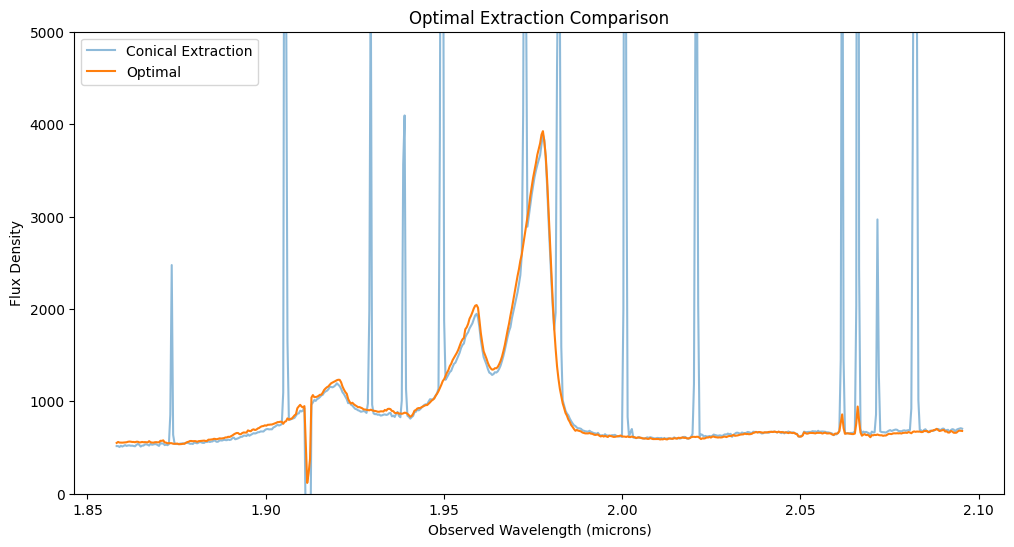 Optimal Extraction Comparison
Conical Extraction
Optimal
5000
4000
3000
2000
1000
0
Flux Density
1.85
1.90
1.95
2.00
2.05
2.10
Observed Wavelength (microns)